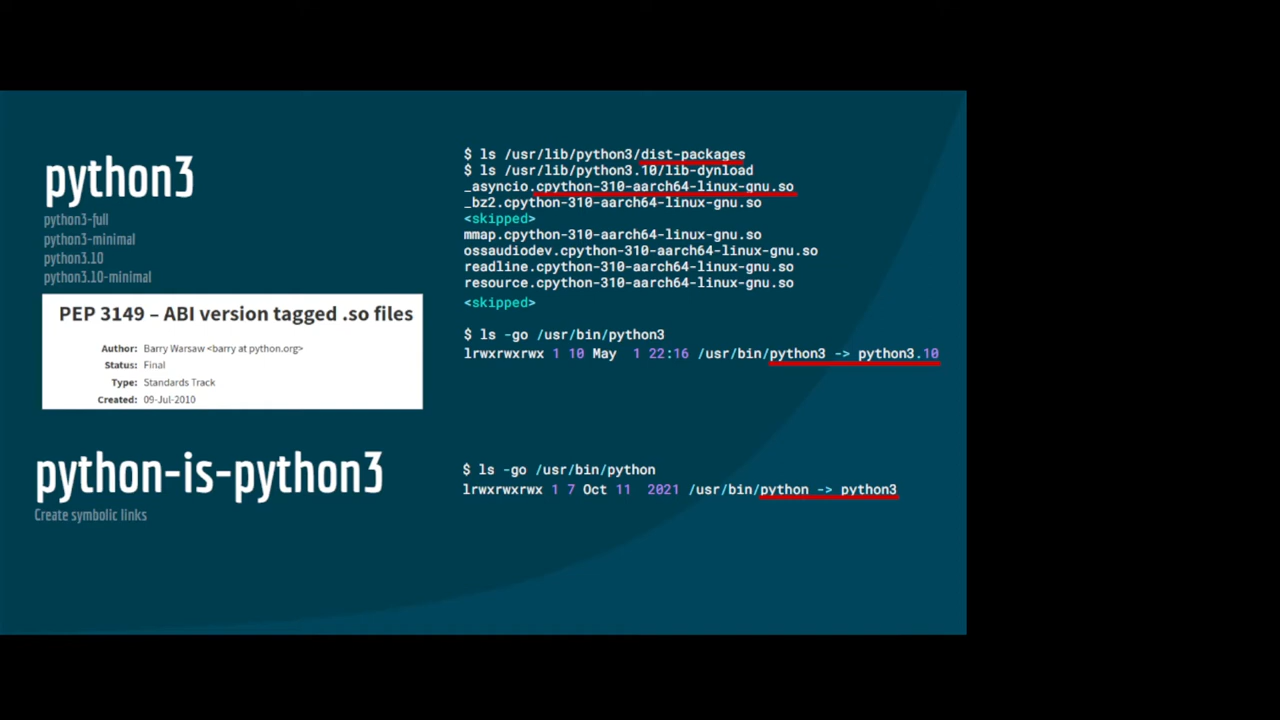 python3
python3-full
python3-minimal
python3.10
python3.10-minimal
PEP 3149 – ABI version tagged .so files
Author: Barry Warsaw <barry at python.org>
Status: Final
Type: Standards Track
Created: 09-Jul-2010
$ ls /usr/lib/python3/dist-packages
$ ls /usr/lib/python3.10/lib-dynload
_asyncio.cpython-310-aarch64-linux-gnu.so
_bz2.cpython-310-aarch64-linux-gnu.so
<skipped>
mmap.cpython-310-aarch64-linux-gnu.so
ossaudiodev.cpython-310-aarch64-linux-gnu.so
readline.cpython-310-aarch64-linux-gnu.so
resource.cpython-310-aarch64-linux-gnu.so
<skipped>
$ ls -go /usr/bin/python3
lrwxrwxrwx 1 10 May  1 22:16 /usr/bin/python3 -> python3.10
python-is-python3
Create symbolic links
$ ls -go /usr/bin/python
lrwxrwxrwx 1 7 Oct 11  2021 /usr/bin/python -> python3